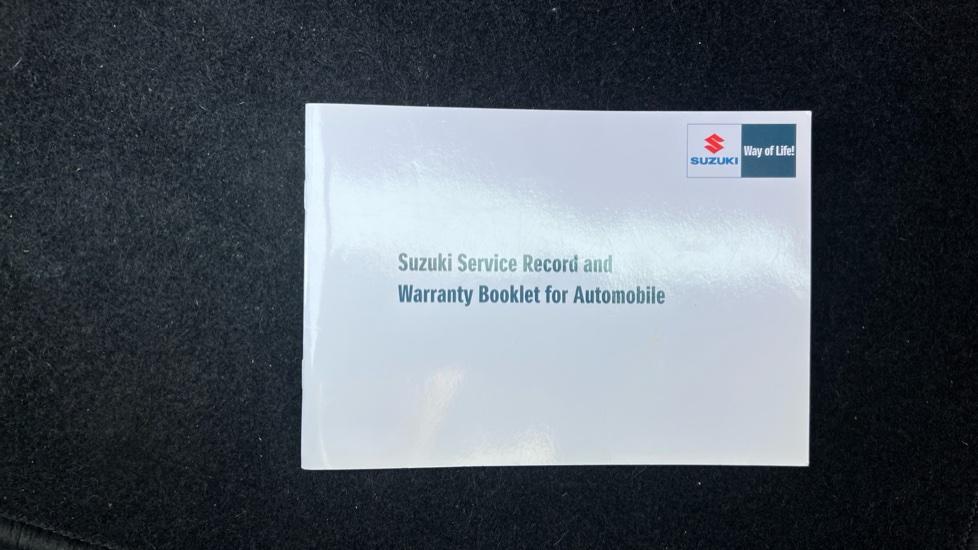 SUZUKI
Way of Life!
Suzuki Service Record and
Warranty Booklet for Automobile